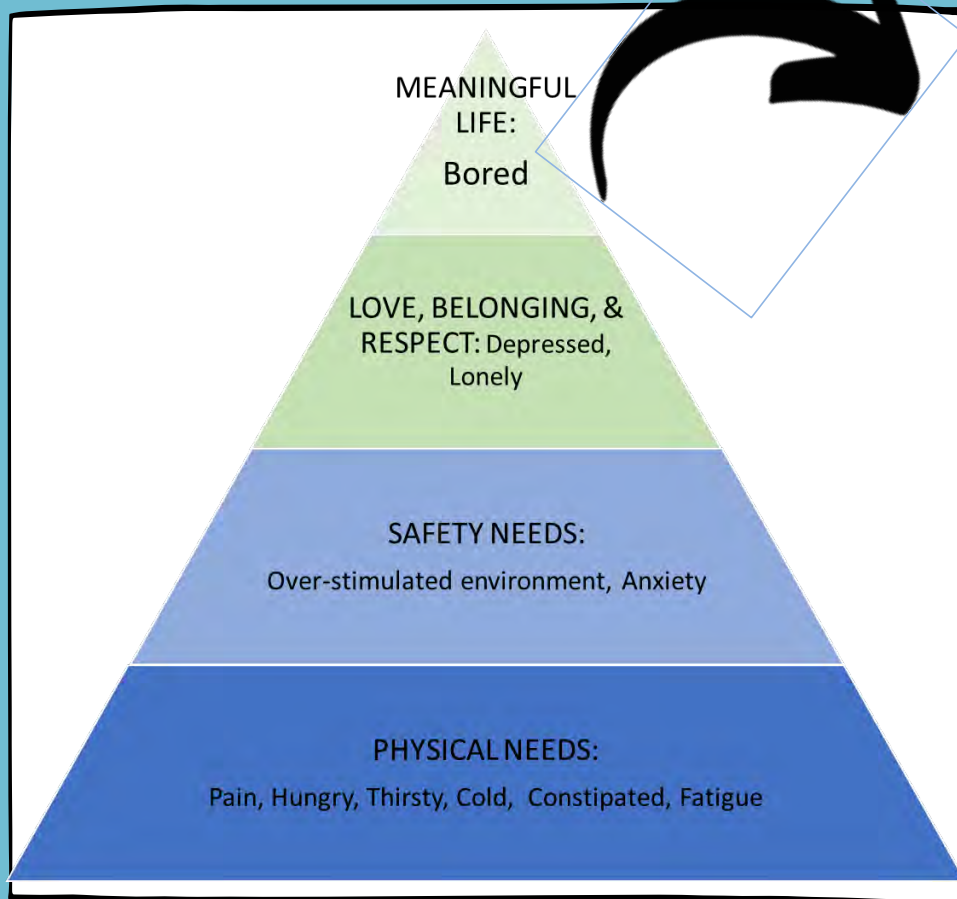 MEANINGFUL
LIFE:
Bored
LOVE, BELONGING, &
RESPECT: Depressed,
Lonely
SAFETY NEEDS:
Over-stimulated environment, Anxiety
PHYSICAL NEEDS:
Pain, Hungry, Thirsty, Cold, Constipated, Fatigue